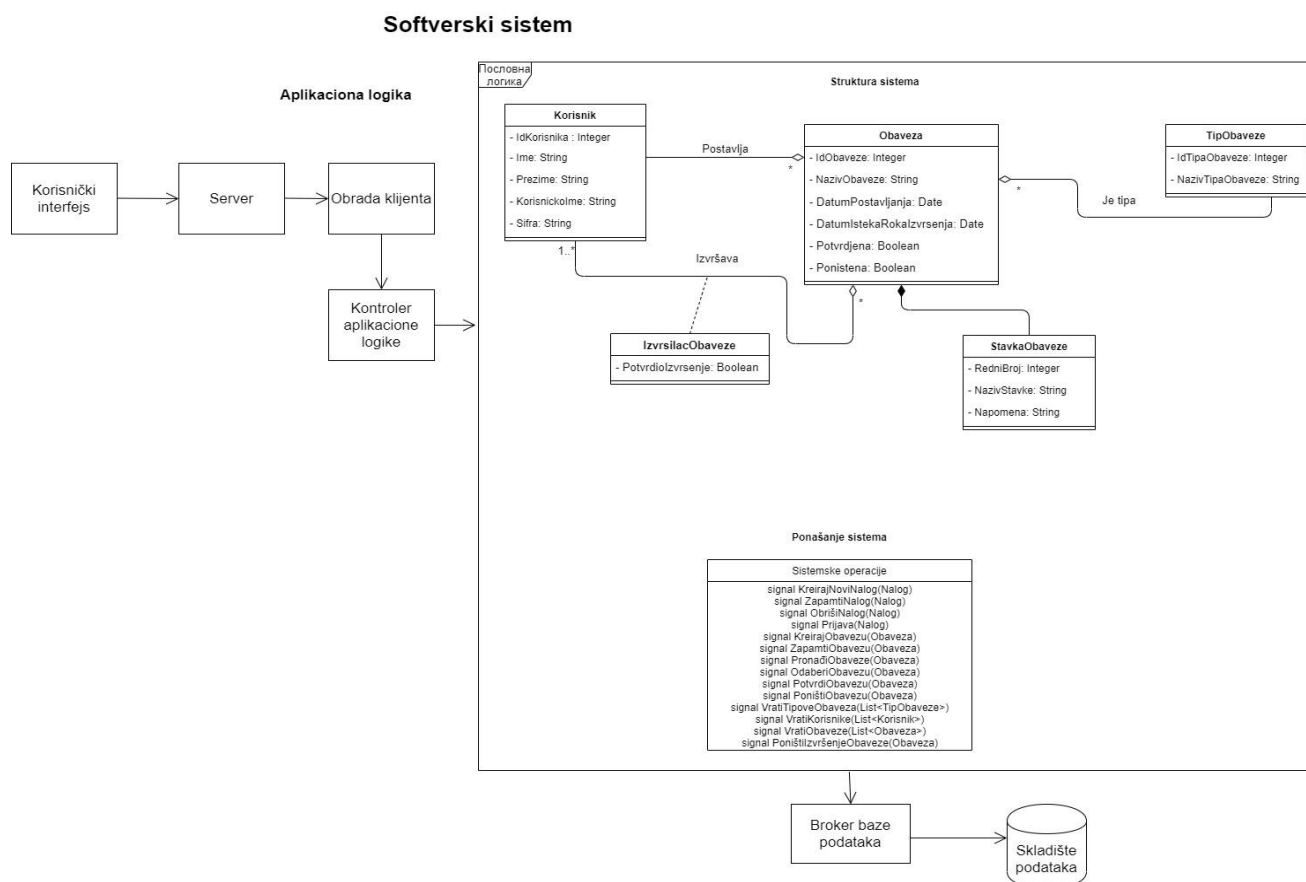 Softverski sistem
Aplikaciona logika
Korisnički
interfejs
Server
Obrada klijenta
Kontroler
aplikacione
logike
Пословна
логика
Struktura sistema
Korisnik
- IdKorisnika : Integer
- Ime: String
- Prezime: String
- KorisnickoIme: String
- Sifra: String
Postavlja
*
Obaveza
- IdObaveze: Integer
- NazivObaveze: String
- DatumPostavljanja: Date
- DatumIstekaRokaIzvrsenja: Date
- Potvrdjena: Boolean
- Ponistena: Boolean
*
Je tipa
TipObaveze
- IdTipaObaveze: Integer
- NazivTipaObaveze: String
1..*
Izvršava
*
IzvrsilacObaveze
- PotvrdioIzvrsenje: Boolean
StavkaObaveze
- RedniBroj: Integer
- NazivStavke: String
- Napomena: String
Ponašanje sistema
Sistemske operacije
signal KreirajNoviNalog(Nalog)
signal ZapamtiNalog(Nalog)
signal ObrišiNalog(Nalog)
signal Prijava(Nalog)
signal KreirajObavezu(Obaveza)
signal ZapamtiObavezu(Obaveza)
signal PronađiObaveze(Obaveza)
signal OdaberiObavezu(Obaveza)
signal PotvrdiObavezu(Obaveza)
signal PoništiObavezu(Obaveza)
signal VratiTipoveObaveza(List<TipObaveze>)
signal VratiKorisnike(List<Korisnik>)
signal VratiObaveze(List<Obaveza>)
signal PoništiIzvršenjeObaveze(Obaveza)
Broker baze
podataka
Skladište
podataka